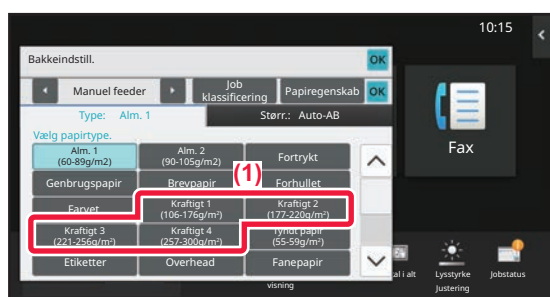 10:15
Bakkeindstill.
OK
Manuel feeder
Job
klassificering
Papiregenskab
OK
Type: Alm. 1
Størr.: Auto-AB
Vælg papirtype.
Alm. 1
(60-89g/m2)
Alm. 2
(90-105g/m2)
Fortrykt
Fax
(1)
Genbrugspapir
Brevpapir
Forhullet
Farvet
Kraftigt 1
(106-176g/m²)
Kraftigt 2
(177-220g/m²)
Kraftigt 3
(221-256g/m²)
Kraftigt 4
(257-300g/m²)
Tyndt papir
(55-59g/m²)
Etiketter
Overhead
Fanepapir
visning
al i alt
Lysstyrke
Justering
Jobstatus